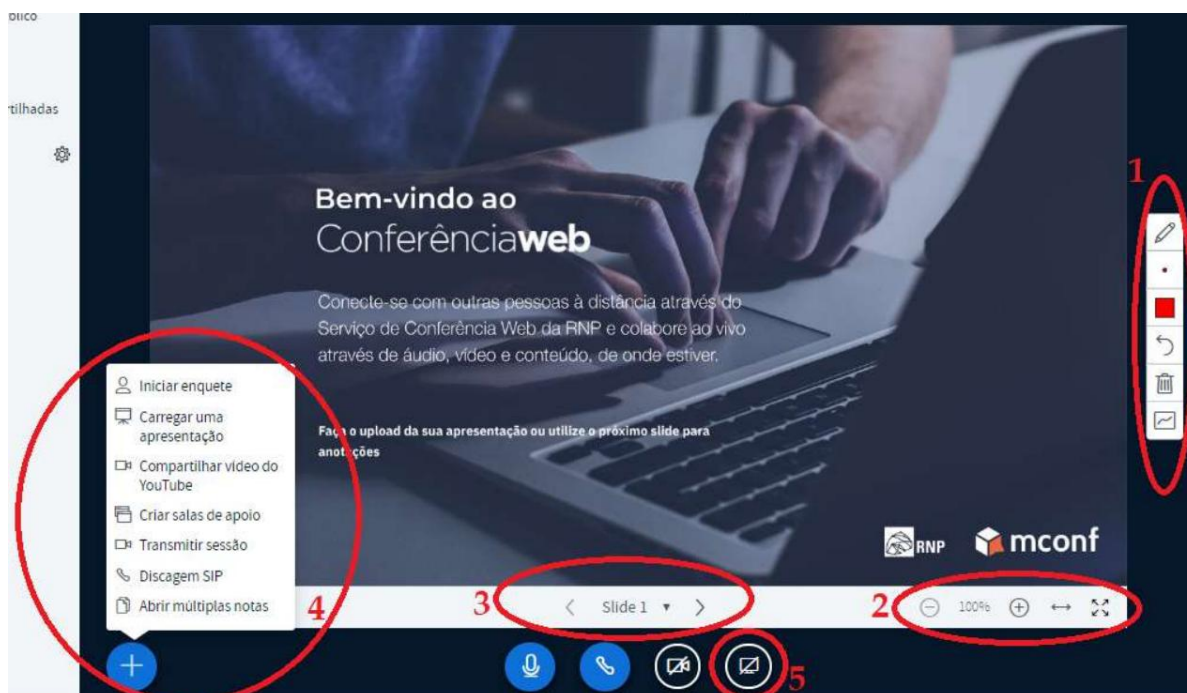 blico
rtilhadas
1
Bem-vindo ao
Conferênciaweb
Conecte-se com outras pessoas à distância através do
Serviço de Conferência Web da RNP e colabore ao vivo
através de áudio, vídeo e conteúdo, de onde estiver.
Faça o upload da sua apresentação ou utilize o próximo slide para
anotações
Iniciar enquete
Carregar uma
apresentação
Compartilhar vídeo do
YouTube
Criar salas de apoio
Transmitir sessão
Discagem SIP
Abrir múltiplas notas
4
RNP
mconf
3
Slide 1
2
100%
5